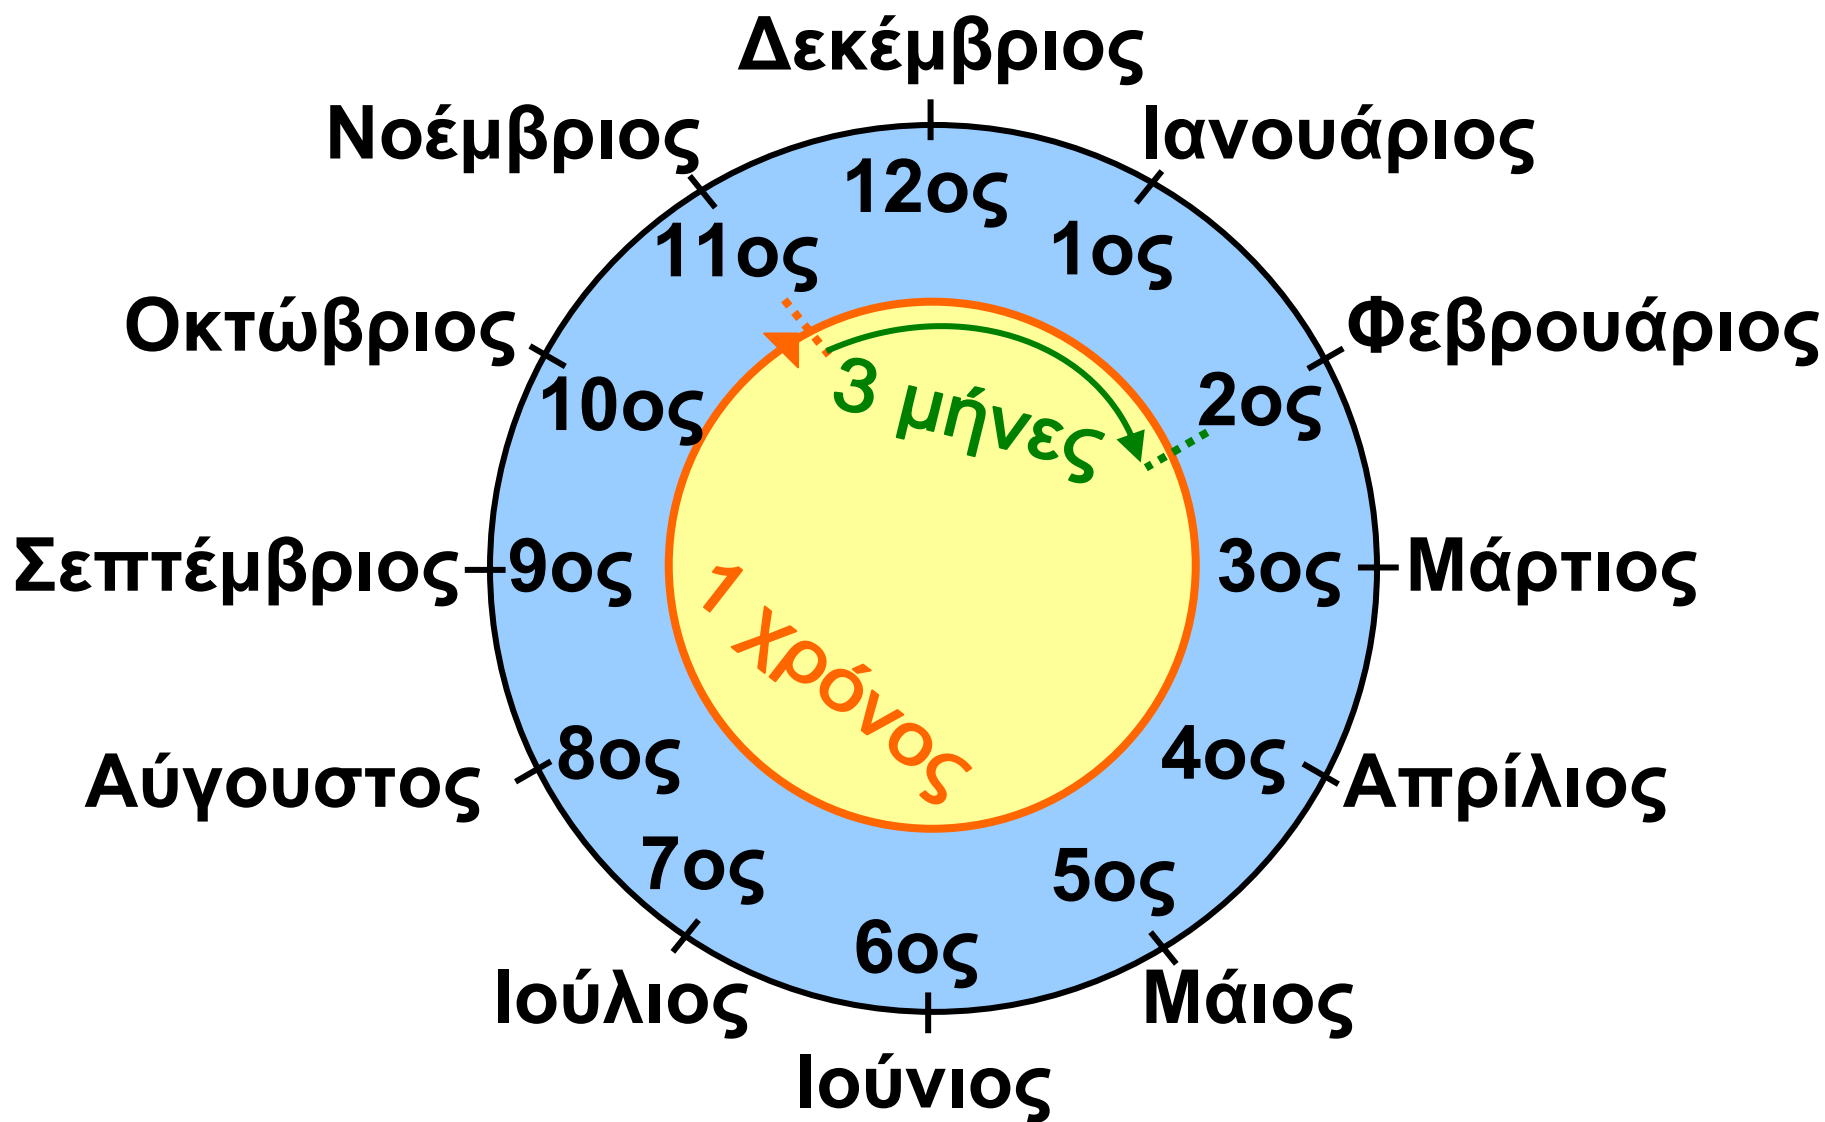 Δεκέμβριος
Νοέμβριος
Ιανουάριος
12ος
11ος
1ος
Οκτώβριος
Φεβρουάριος
10ος
3 μήνες
2ος
Σεπτέμβριος
9ος
3ος
Μάρτιος
1 χρόνος
Αύγουστος
8ος
4ος
Απρίλιος
7ος
5ος
6ος
Ιούλιος
Μάιος
Ιούνιος